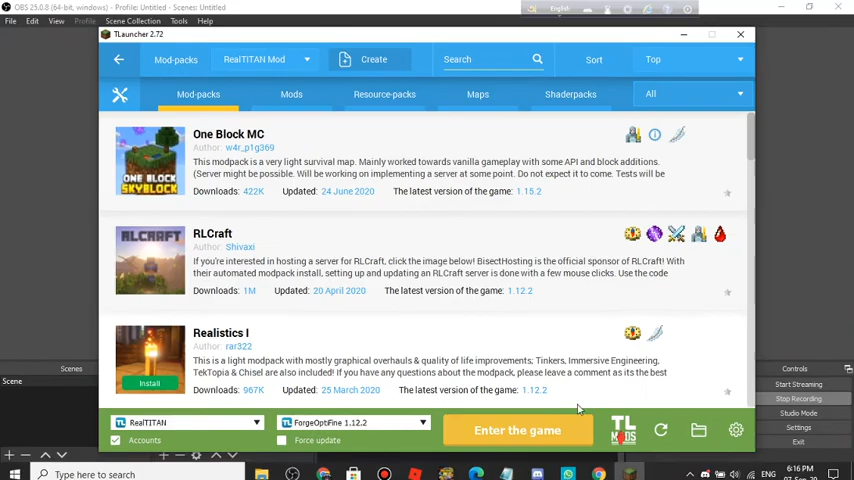 OBS 25.0.8 (64-bit, windows) - Profile: Untitled - Scenes: Untitled
English
File Edit View Profile Scene Collection Tools Help
TLauncher 2.72
Mod-packs RealTITAN Mod Create Search Sort Top
Mod-packs Mods Resource-packs Maps Shaderpacks All
ONE BLOCK
SKYBLOCK
One Block MC
Author: w4r_p1g369
This modpack is a very light survival map. Mainly worked towards vanilla gameplay with some API and block additions.
(Server might be possible. Will be working on implementing a server at some point. Do not expect it to come. Tests will be
Downloads: 422K Updated: 24 June 2020 The latest version of the game: 1.15.2
RLCRAFT
RLCraft
Author: Shivaxi
If you're interested in hosting a server for RLCraft, click the image below! BisectHosting is the official sponsor of RLCraft! With
their automated modpack install, setting up and updating an RLCraft server is done with a few mouse clicks. Use the code
Downloads: 1M Updated: 20 April 2020 The latest version of the game: 1.12.2
Install
Realistics I
Author: rar322
This is a light modpack with mostly graphical overhauls & quality of life improvements; Tinkers, Immersive Engineering,
TekTopia & Chisel are also included! If you have any questions about the modpack, please leave a comment as its the best
Downloads: 967K Updated: 25 March 2020 The latest version of the game: 1.12.2
RealTITAN ForgeOptiFine 1.12.2 Enter the game TL MODS
Accounts Force update
Scenes
Scene
Controls
Start Streaming
Stop Recording
Studio Mode
Settings
Exit
Type here to search
ENG
6:16 PM